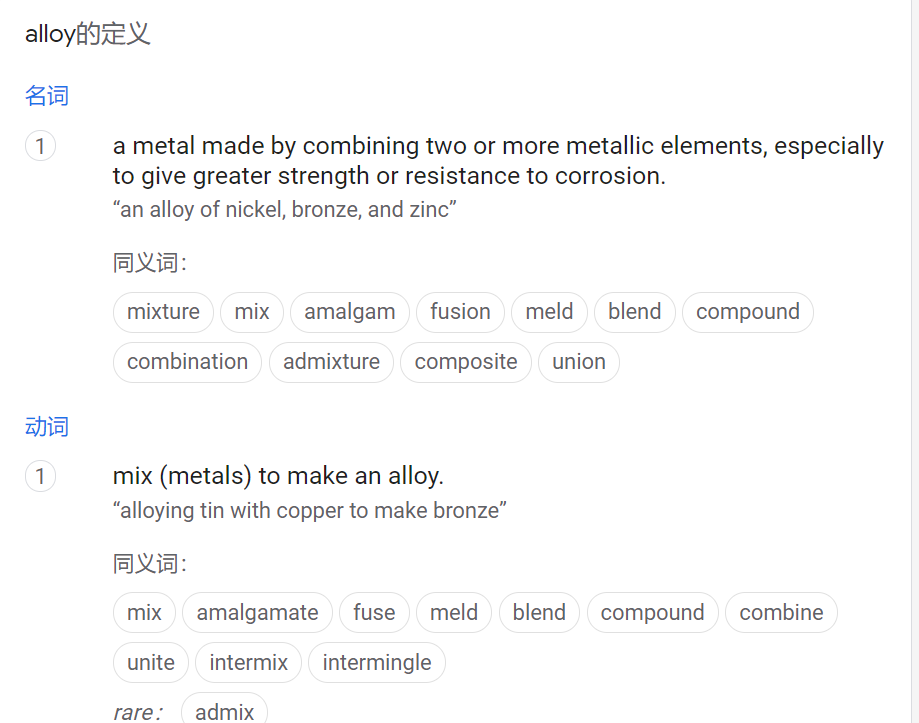 alloy的定义
名词
1
a metal made by combining two or more metallic elements, especially
to give greater strength or resistance to corrosion.
“an alloy of nickel, bronze, and zinc”
同义词：
mixture mix amalgam fusion meld blend compound
combination admixture composite union
动词
1
mix (metals) to make an alloy.
“alloying tin with copper to make bronze”
同义词：
mix amalgamate fuse meld blend compound combine
unite intermix intermingle
rare： admix